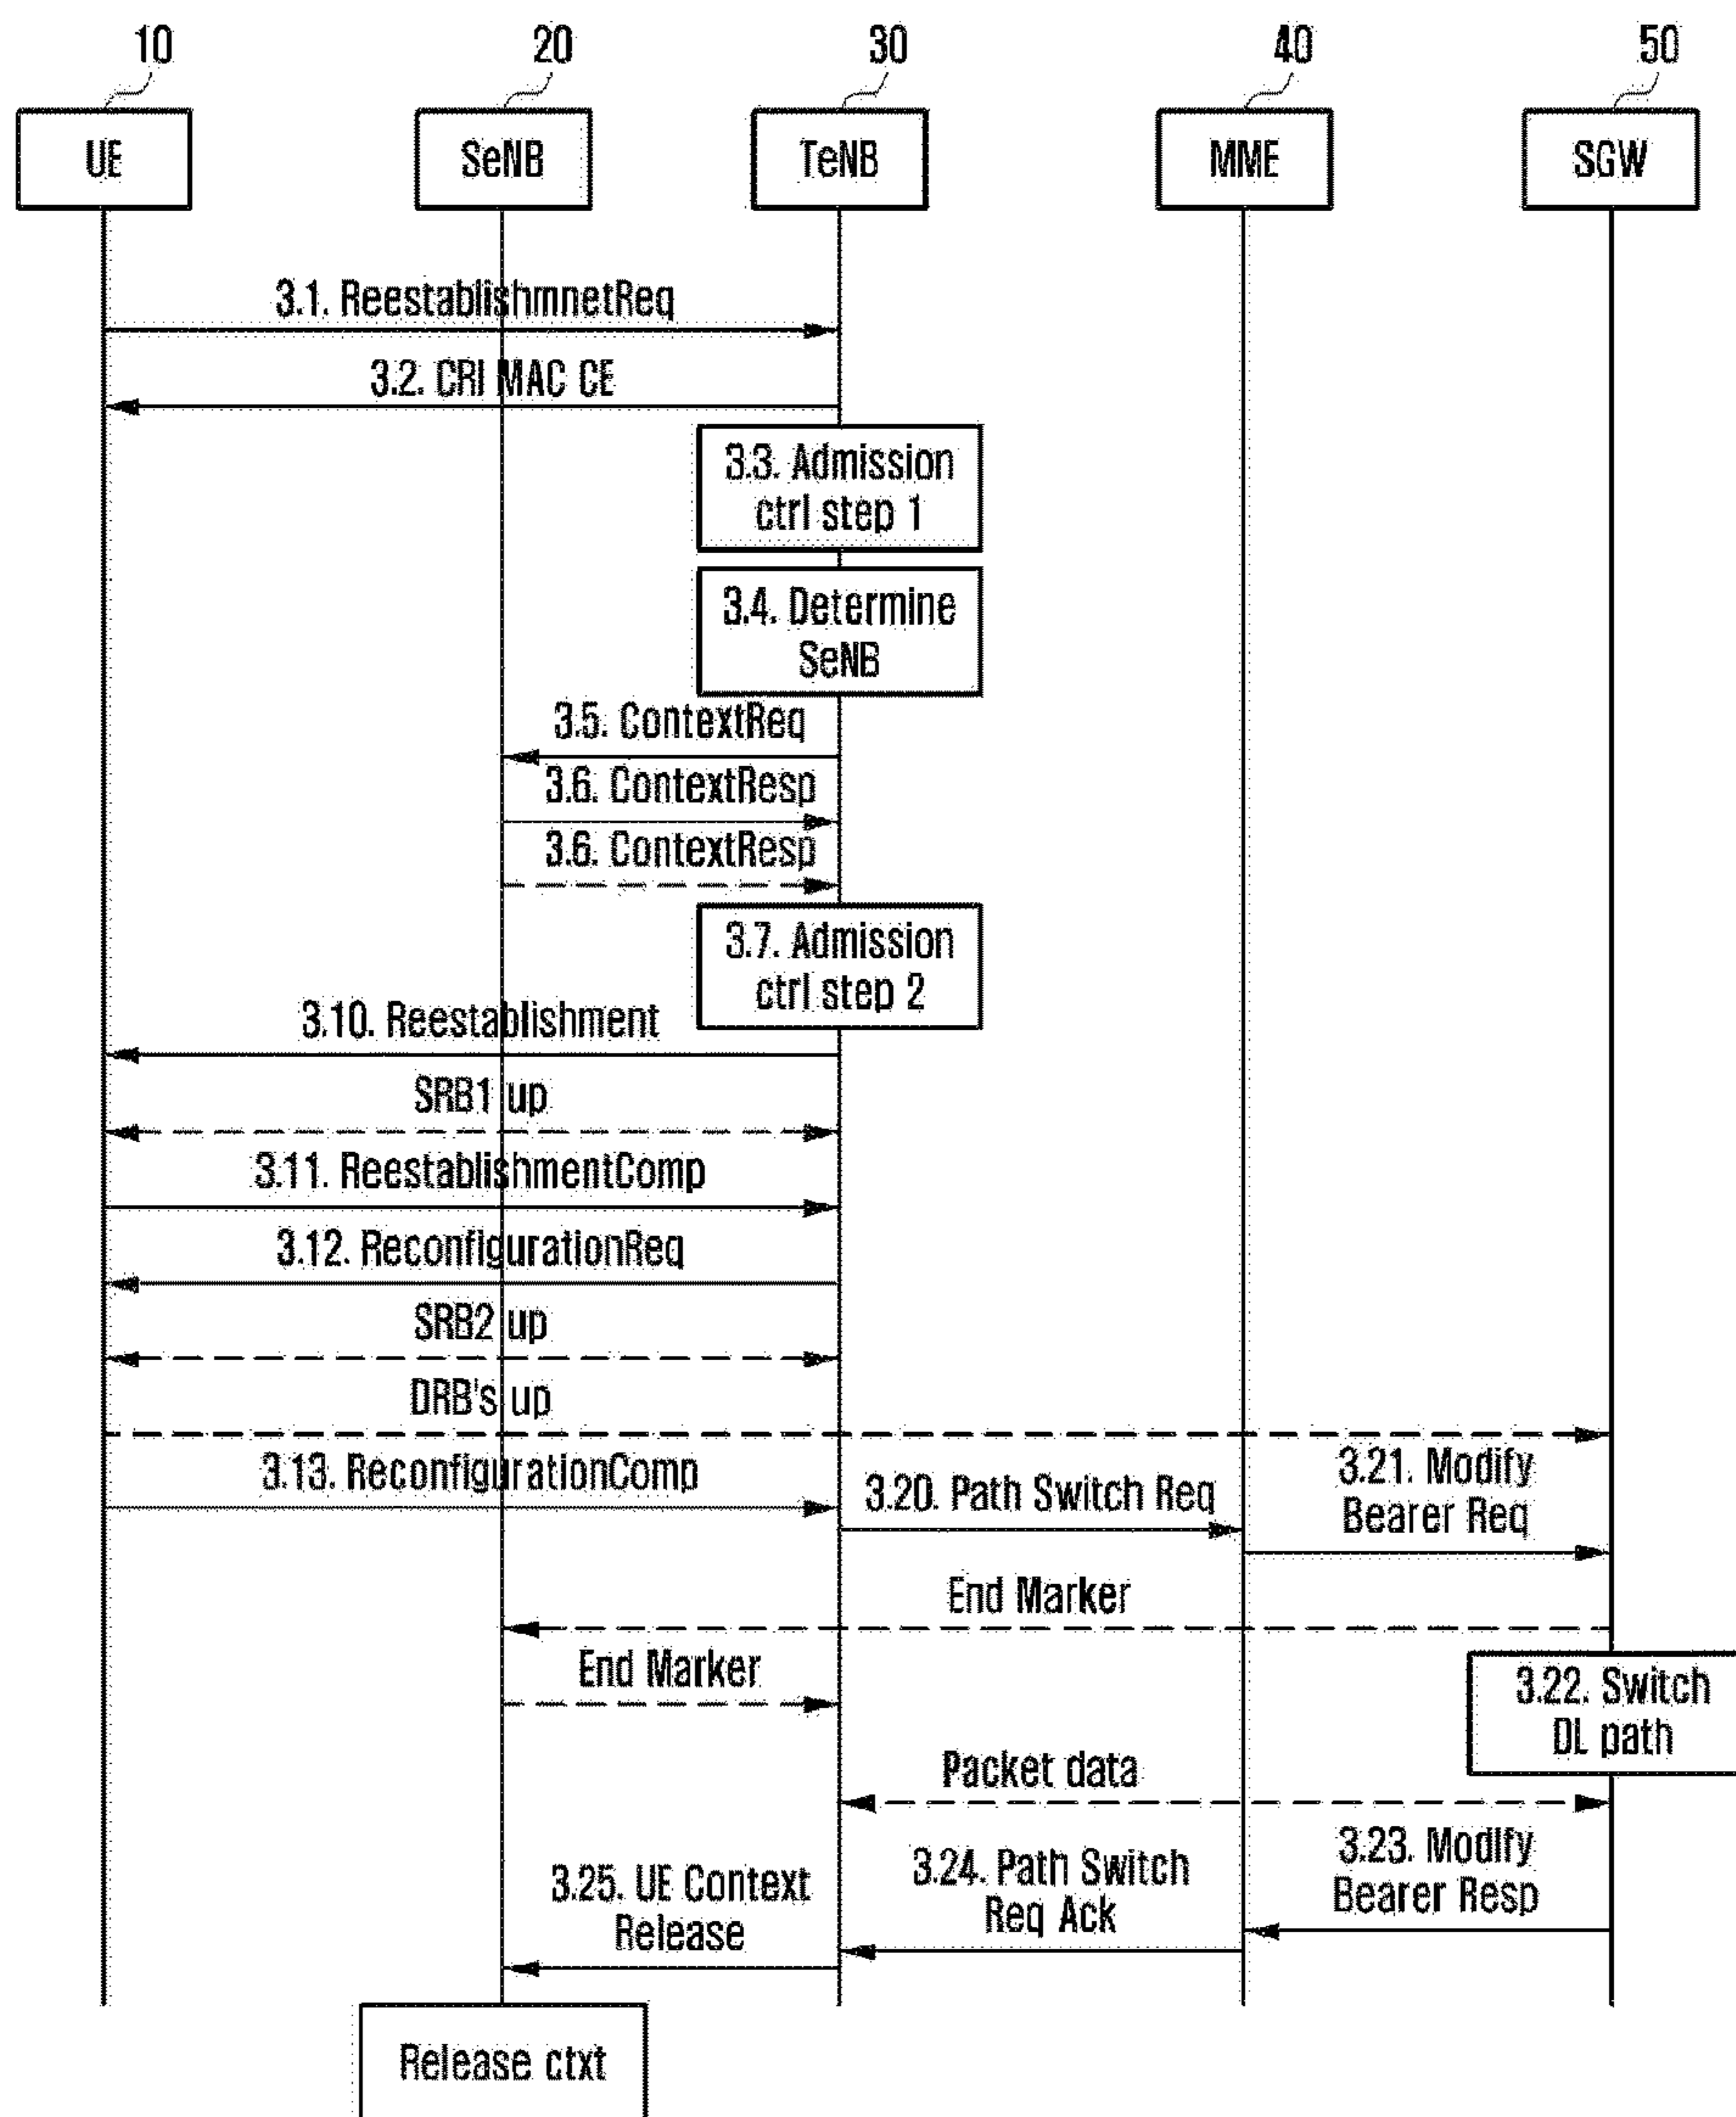 10
20
30
40
50
UE
SeNB
TeNB
MME
SGW
3.1. ReestablishmnetReq
3.2. CRI MAC CE
3.3. Admission
ctrl step 1
3.4. Determine
SeNB
3.5. ContextReq
3.6. ContextResp
3.6. ContextResp
3.7. Admission
ctrl step 2
3.10. Reestablishment
SRB1 up
3.11. ReestablishmentComp
3.12. ReconfigurationReq
SRB2 up
DRB's up
3.13. ReconfigurationComp
3.20. Path Switch Req
3.21. Modify
Bearer Req
End Marker
End Marker
3.22. Switch
DL path
Packet data
3.23. Modify
Bearer Resp
3.24. Path Switch
Req Ack
3.25. UE Context
Release
Release ctxt